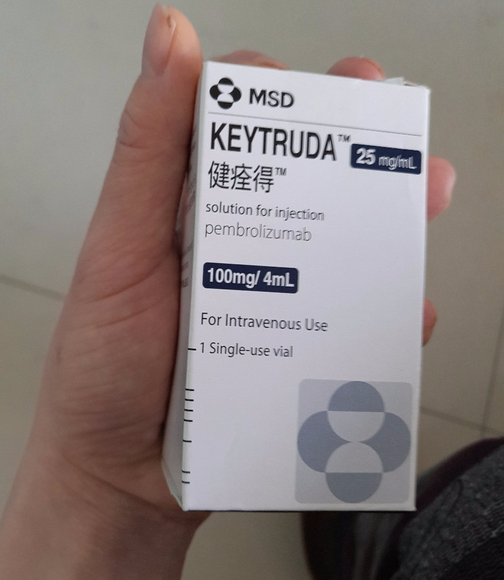 MSD
KEYTRUDA™ 25 mg/mL
健痊得™
solution for injection
pembrolizumab
100mg/ 4mL
For Intravenous Use
1 Single-use vial